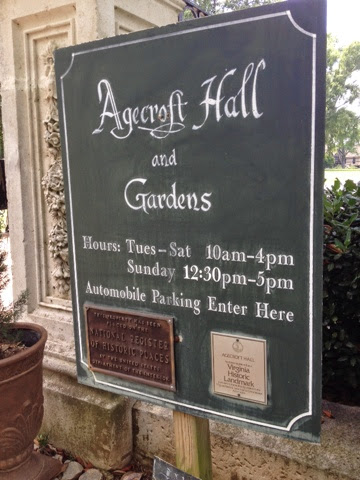 Agecroft Hall
and
Gardens
Hours: Tues-Sat 10am-4pm
Sunday 12:30pm-5pm
Automobile Parking Enter Here
NATIONAL REGISTER
OF HISTORIC PLACES
AGECROFT HALL
Virginia
Historic
Landmark